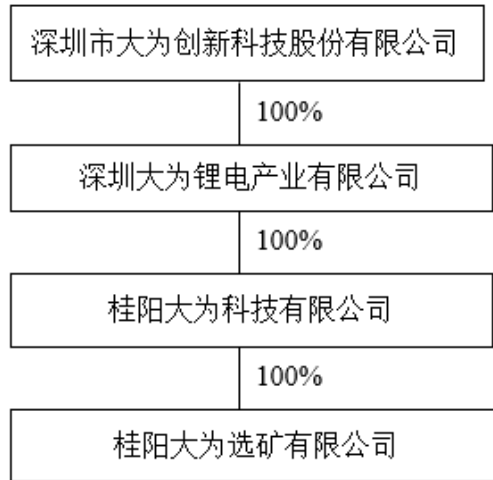 深圳市大为创新科技股份有限公司
100%
深圳大为锂电产业有限公司
100%
桂阳大为科技有限公司
100%
桂阳大为选矿有限公司